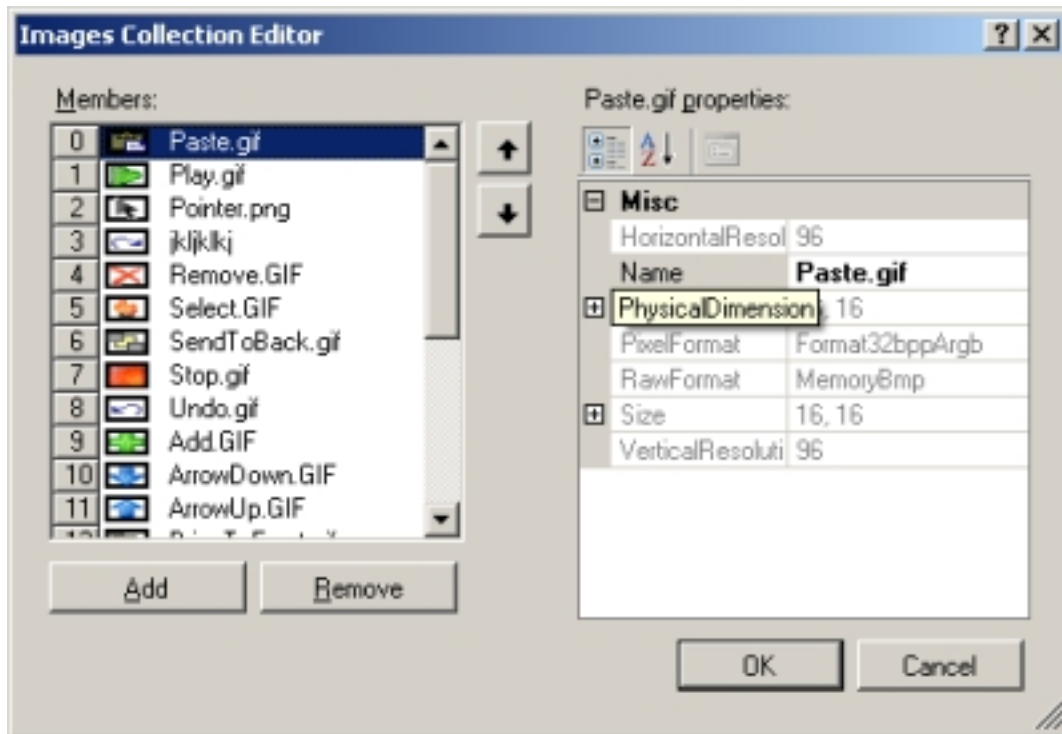 Images Collection Editor
Members:
0 Paste.gif
1 Play.gif
2 Pointer.png
3 jkljklkj
4 Remove.GIF
5 Select.GIF
6 SendToBack.gif
7 Stop.gif
8 Undo.gif
9 Add.GIF
10 ArrowDown.GIF
11 ArrowUp.GIF
Add Remove
Paste.gif properties:
Misc
HorizontalResol 96
Name Paste.gif
PhysicalDimension , 16
PixelFormat Format32bppArgb
RawFormat MemoryBmp
Size 16, 16
VerticalResoluti 96
OK Cancel